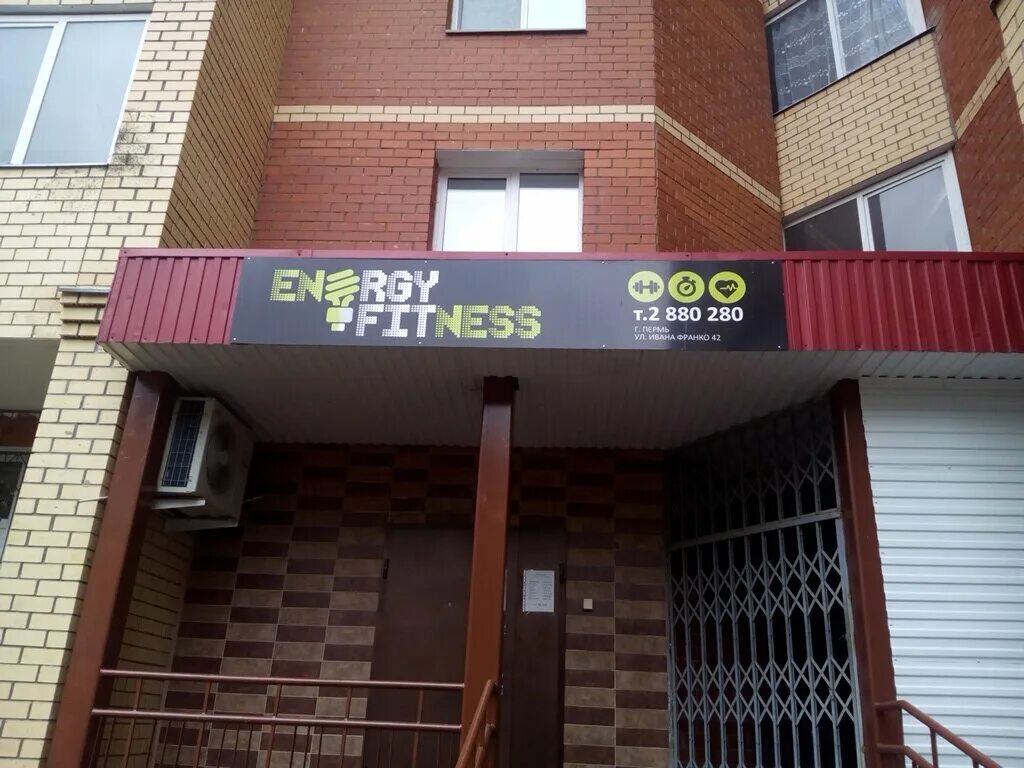 ENERGY
FITNESS
т.2 880 280
Г. ПЕРМЬ
УЛ. ИВАНА ФРАНКО 42